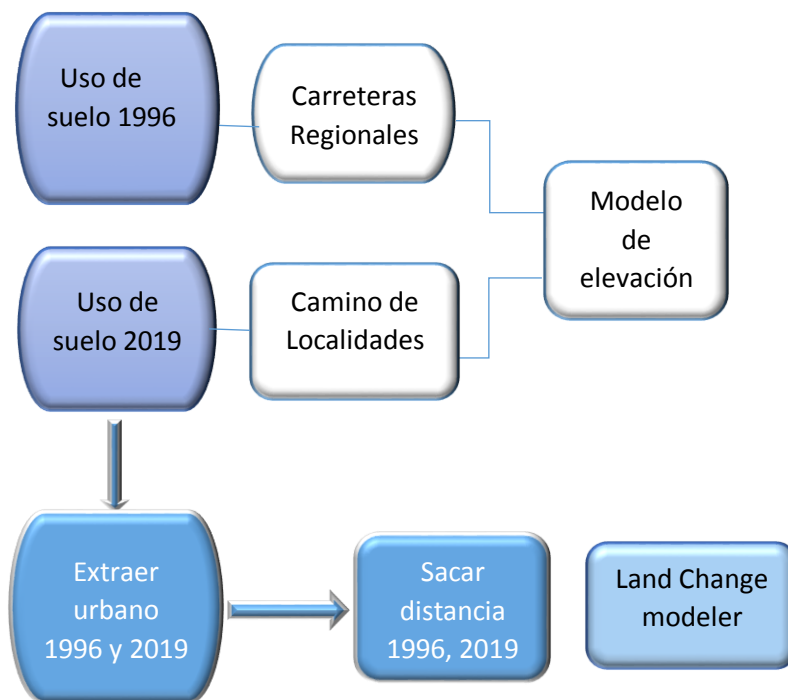 Uso de
suelo 1996
Carreteras
Regionales
Modelo
de
elevación
Uso de
suelo 2019
Camino de
Localidades
Extraer
urbano
1996 y 2019
Sacar
distancia
1996, 2019
Land Change
modeler